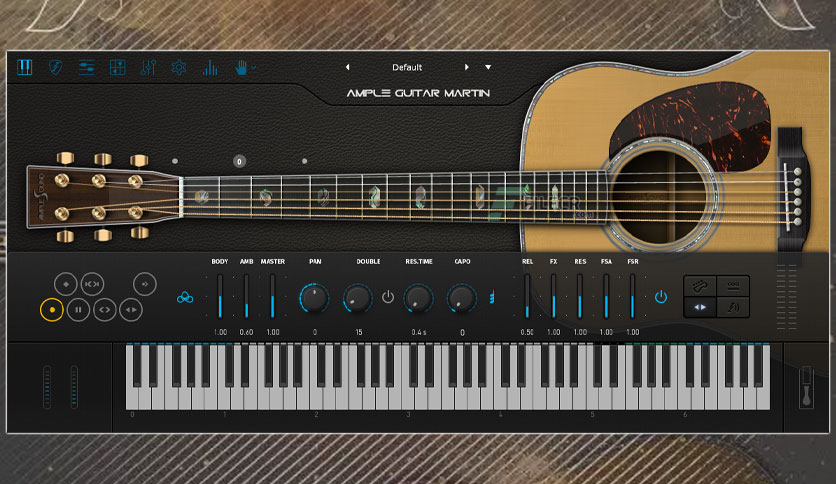 Default
AMPLE GUITAR MARTIN
0
BODY AMB MASTER PAN DOUBLE RES.TIME CAPO REL FX RES FSA FSR
1.00 0.60 1.00 0 15 0.4 s 0 0.50 1.00 1.00 1.00 1.00
0 1 2 3 4 5 6